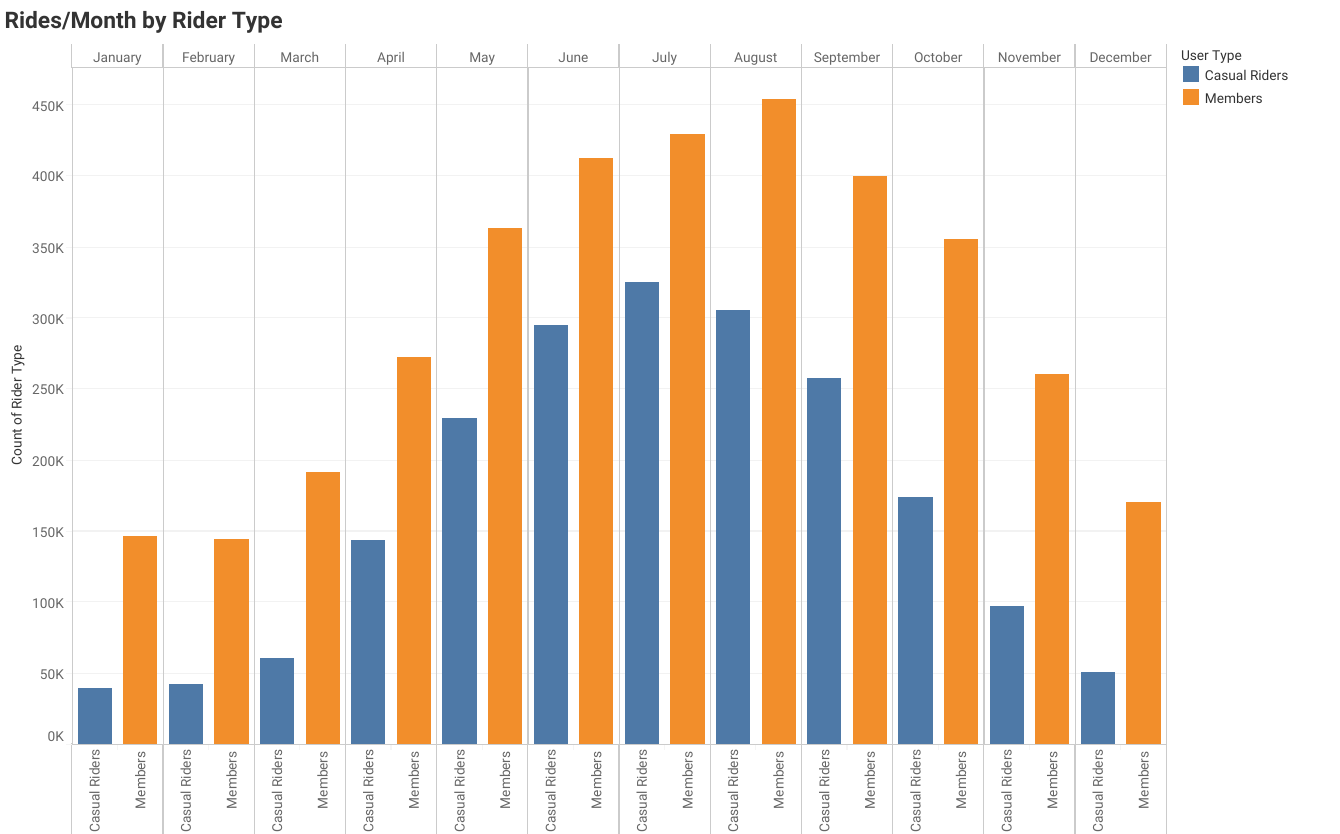 Rides/Month by Rider Type
January February March April May June July August September October November December
User Type
Casual Riders
Members
Count of Rider Type
450K
400K
350K
300K
250K
200K
150K
100K
50K
0K
Casual Riders
Members
Casual Riders
Members
Casual Riders
Members
Casual Riders
Members
Casual Riders
Members
Casual Riders
Members
Casual Riders
Members
Casual Riders
Members
Casual Riders
Members
Casual Riders
Members
Casual Riders
Members
Casual Riders
Members